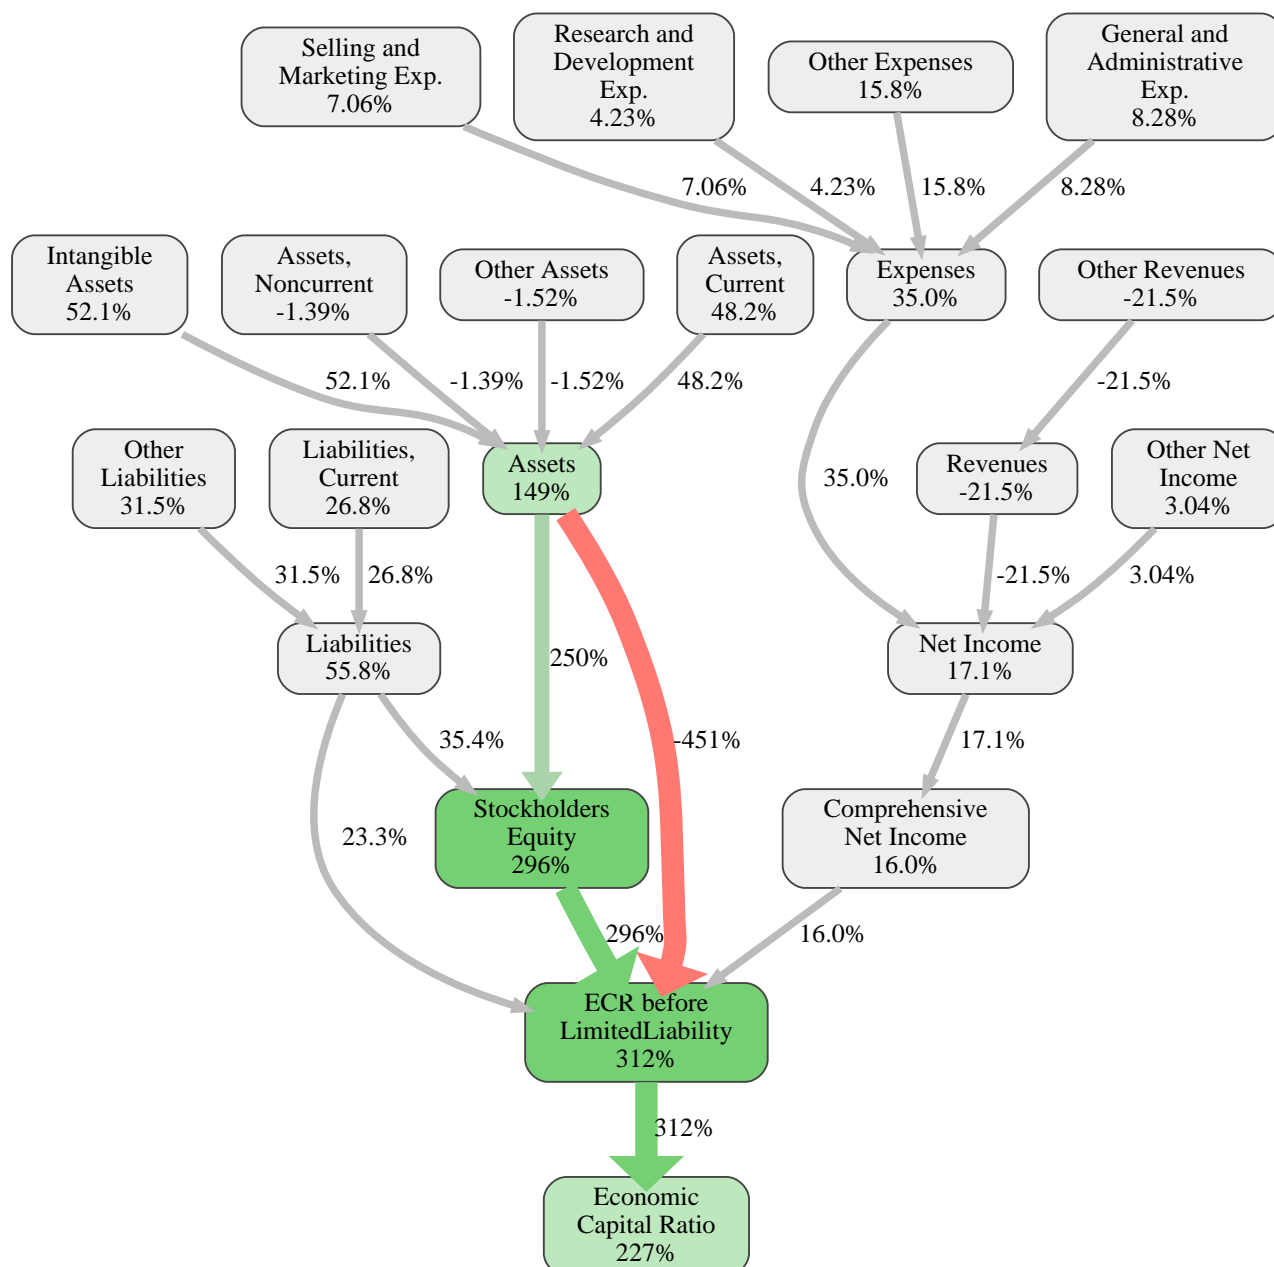 Selling and
Marketing Exp.
7.06%
Research and
Development
Exp.
4.23%
Other Expenses
15.8%
General and
Administrative
Exp.
8.28%
7.06%
4.23%
15.8%
8.28%
Intangible
Assets
52.1%
Assets,
Noncurrent
-1.39%
Other Assets
-1.52%
Assets,
Current
48.2%
Expenses
35.0%
Other Revenues
-21.5%
52.1%
-1.39%
-1.52%
48.2%
-21.5%
Other
Liabilities
31.5%
Liabilities,
Current
26.8%
Assets
149%
35.0%
Revenues
-21.5%
Other Net
Income
3.04%
31.5%
26.8%
-21.5%
3.04%
Liabilities
55.8%
250%
Net Income
17.1%
35.4%
-451%
17.1%
23.3%
Stockholders
Equity
296%
Comprehensive
Net Income
16.0%
296%
16.0%
ECR before
LimitedLiability
312%
312%
Economic
Capital Ratio
227%